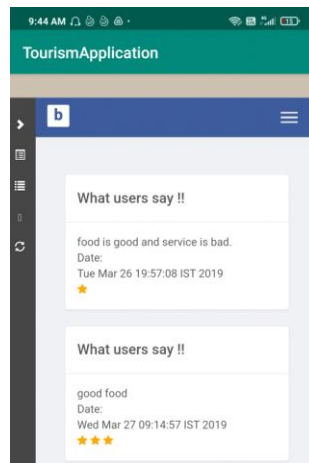 9:44 AM
TourismApplication
b
What users say !!
food is good and service is bad.
Date:
Tue Mar 26 19:57:08 IST 2019
What users say !!
good food
Date:
Wed Mar 27 09:14:57 IST 2019